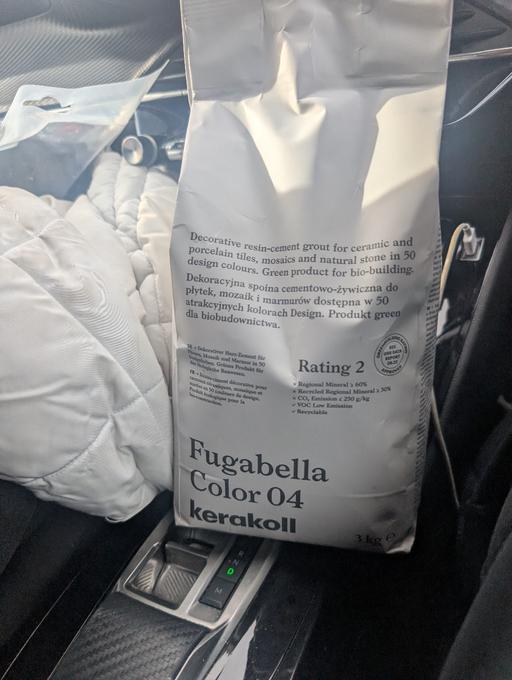 Decorative resin-cement grout for ceramic and
porcelain tiles, mosaics and natural stone in 50
design colours. Green product for bio-building.
Dekoracyjna spoina cementowo-żywiczna do
płytek, mozaik i marmurów dostępna w 50
atrakcyjnych kolorach Design. Produkt green
dla biobudownictwa.
Rating 2
Regional Mineral ≥ 60%
Recycled Regional Mineral ≥ 30%
CO₂ Emission ≤ 250 g/kg
VOC Low Emission
Recyclable
Fugabella
Color 04
kerakoll
3 kg ℮
R
N
D
M